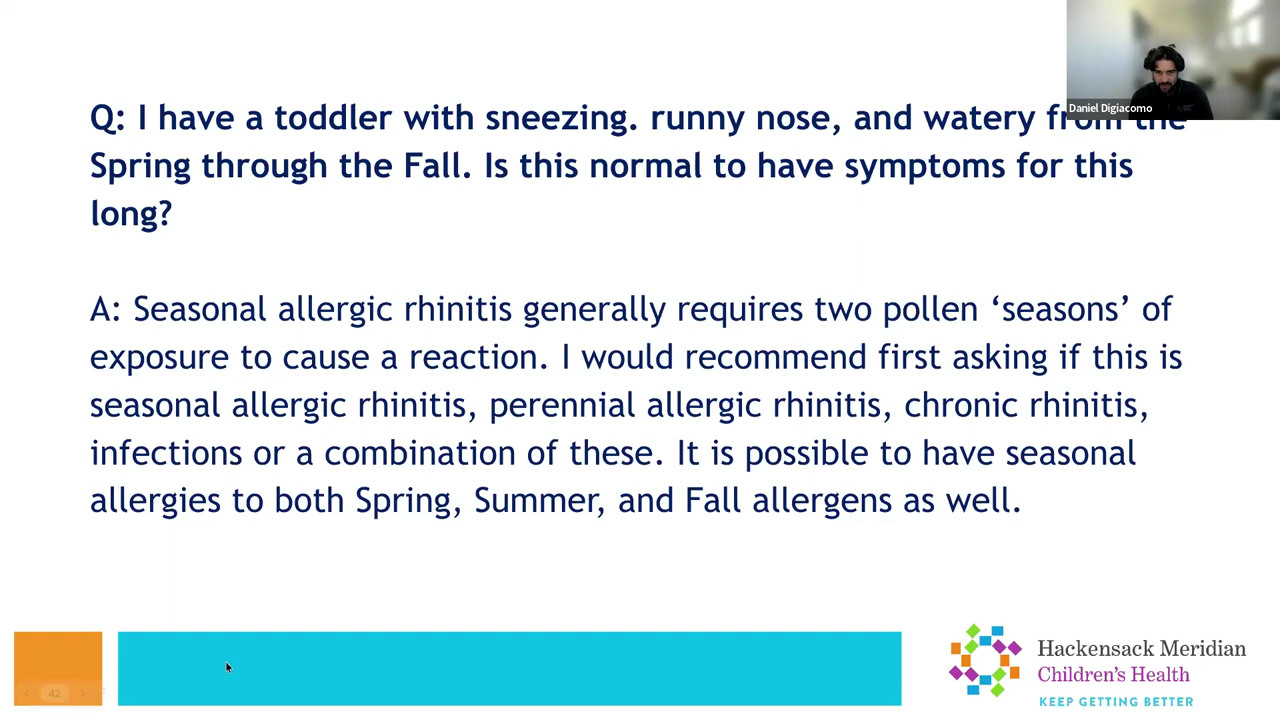 Daniel Digiacomo
Q: I have a toddler with sneezing. runny nose, and watery from the
Spring through the Fall. Is this normal to have symptoms for this
long?
A: Seasonal allergic rhinitis generally requires two pollen ‘seasons’ of
exposure to cause a reaction. I would recommend first asking if this is
seasonal allergic rhinitis, perennial allergic rhinitis, chronic rhinitis,
infections or a combination of these. It is possible to have seasonal
allergies to both Spring, Summer, and Fall allergens as well.
42
Hackensack Meridian
Children's Health
KEEP GETTING BETTER